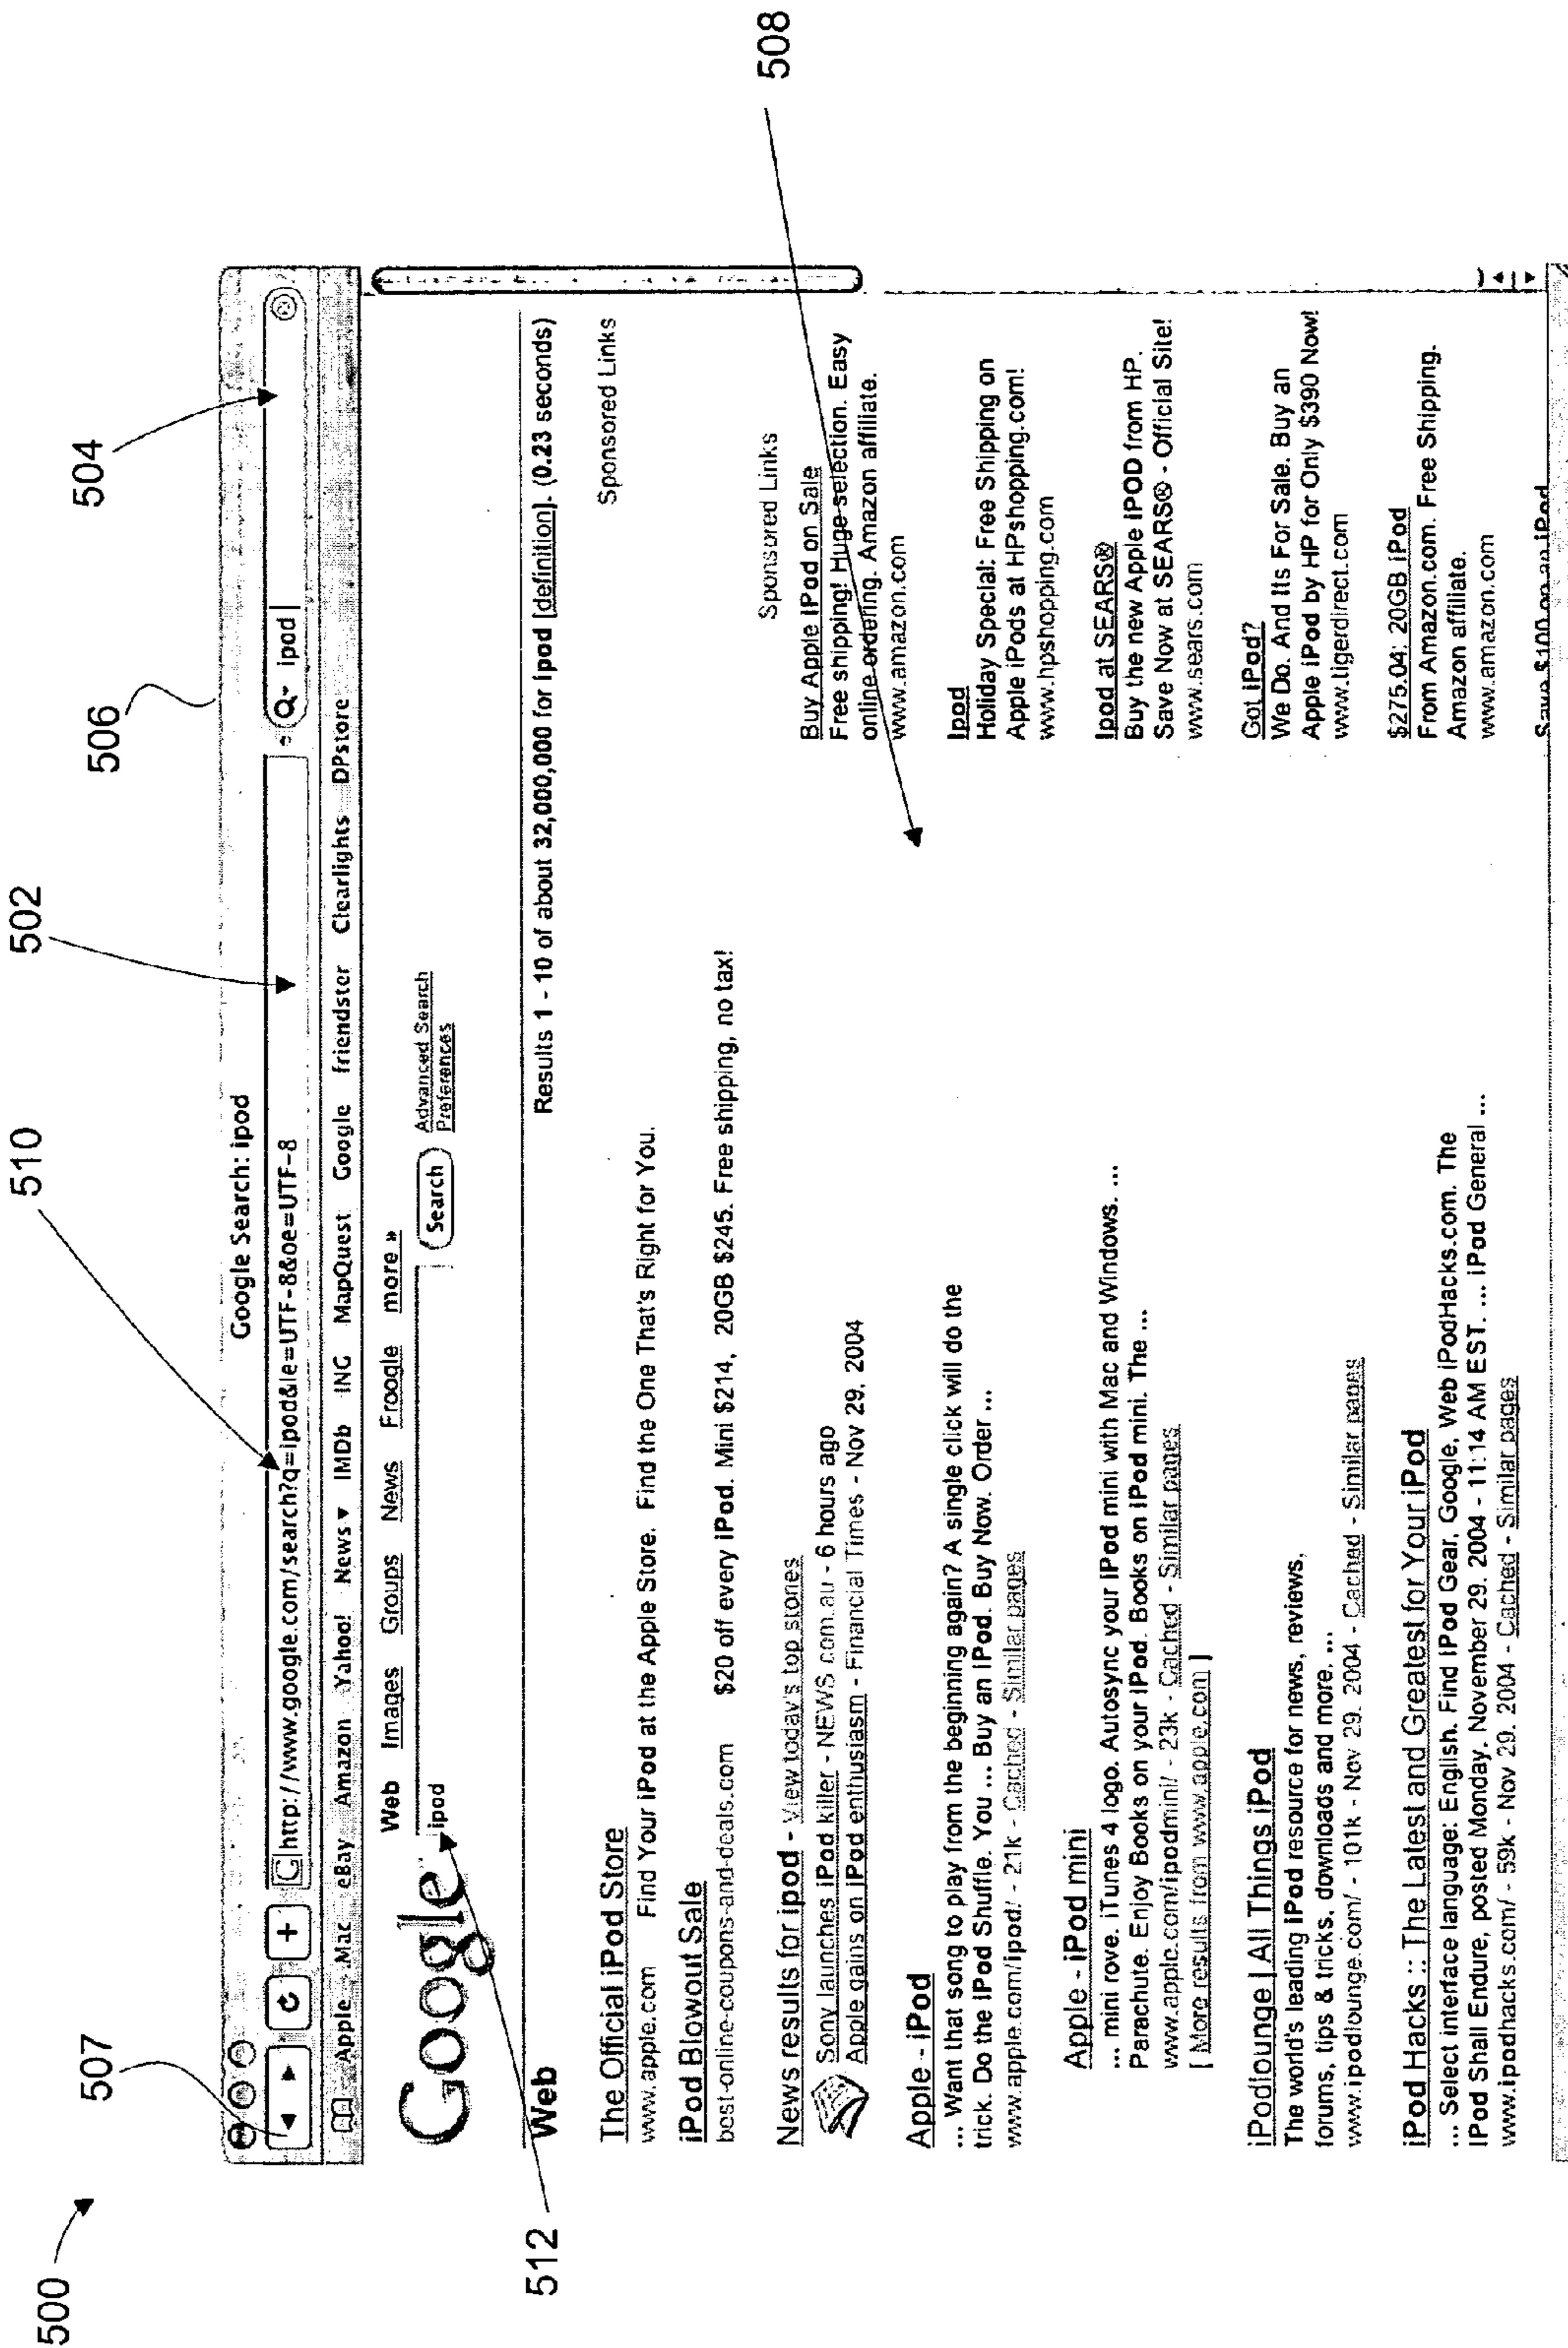 500
507
510
502
506
504
Google Search: ipod
http://www.google.com/search?q=ipod&ie=UTF-8&oe=UTF-8
ipod
Apple .Mac eBay Amazon Yahoo! News ▾ IMDb ING MapQuest Google friendster Clearlights DPstore
Google
Web Images Groups News Froogle more »
ipod
Search
Advanced Search
Preferences
512
Web
Results 1 - 10 of about 32,000,000 for ipod [definition]. (0.23 seconds)
The Official iPod Store
www.apple.com Find Your iPod at the Apple Store. Find the One That's Right for You.
Sponsored Links
iPod Blowout Sale
best-online-coupons-and-deals.com $20 off every iPod. Mini $214, 20GB $245. Free shipping, no tax!
News results for ipod - View today's top stories
Sony launches iPod killer - NEWS.com.au - 6 hours ago
Apple gains on iPod enthusiasm - Financial Times - Nov 29, 2004
Apple - iPod
... Want that song to play from the beginning again? A single click will do the
trick. Do the iPod Shuffle. You ... Buy an iPod. Buy Now. Order ...
www.apple.com/ipod/ - 21k - Cached - Similar pages
Apple - iPod mini
... mini rove. iTunes 4 logo. Autosync your iPod mini with Mac and Windows. ...
Parachute. Enjoy Books on your iPod. Books on iPod mini. The ...
www.apple.com/ipodmini/ - 23k - Cached - Similar pages
[ More results from www.apple.com ]
iPodlounge | All Things iPod
The world's leading iPod resource for news, reviews,
forums, tips & tricks, downloads and more. ...
www.ipodlounge.com/ - 101k - Nov 29, 2004 - Cached - Similar pages
iPod Hacks :: The Latest and Greatest for Your iPod
... Select interface language: English. Find iPod Gear, Google, Web iPodHacks.com. The
iPod Shall Endure, posted Monday, November 29, 2004 - 11:14 AM EST. ... iPod General ...
www.ipodhacks.com/ - 59k - Nov 29, 2004 - Cached - Similar pages
Sponsored Links
Buy Apple iPod on Sale
Free shipping! Huge selection. Easy
online ordering. Amazon affiliate.
www.amazon.com
Ipod
Holiday Special: Free Shipping on
Apple iPods at HPshopping.com!
www.hpshopping.com
Ipod at SEARS®
Buy the new Apple iPOD from HP.
Save Now at SEARS® - Official Site!
www.sears.com
Got iPod?
We Do. And Its For Sale. Buy an
Apple iPod by HP for Only $390 Now!
www.tigerdirect.com
$275.04: 20GB iPod
From Amazon.com. Free Shipping.
Amazon affiliate.
www.amazon.com
Save $100 on an iPod
508